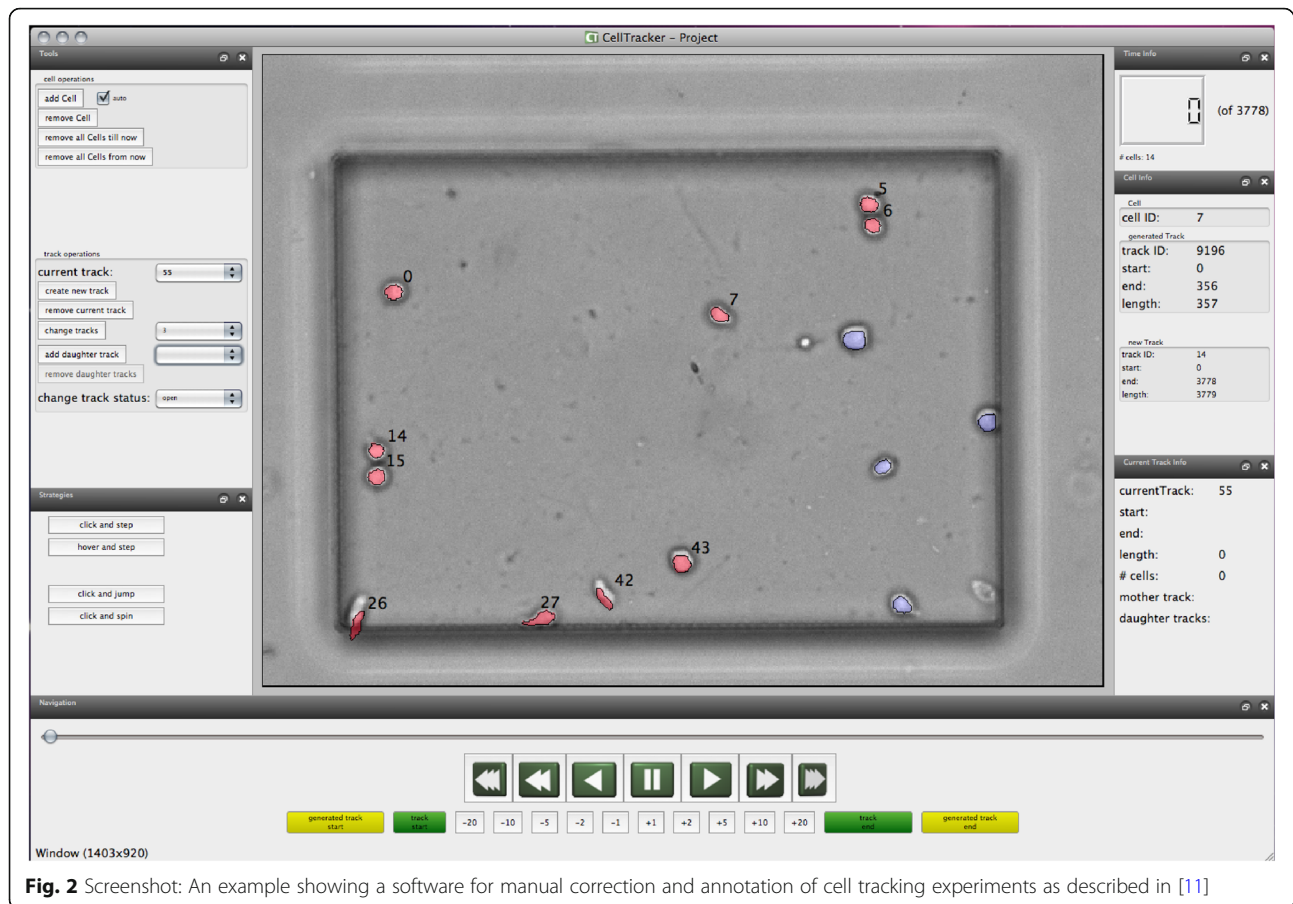 CellTracker - Project
Tools
cell operations
add Cell
auto
remove Cell
remove all Cells till now
remove all Cells from now
track operations
current track: 55
create new track
remove current track
change tracks 3
add daughter track
remove daughter tracks
change track status: open
Strategies
click and step
hover and step
click and jump
click and spin
5
6
0
7
14
15
43
42
26
27
Time Info
0 (of 3778)
# cells: 14
Cell Info
Cell
cell ID: 7
generated Track
track ID: 9196
start: 0
end: 356
length: 357
new Track
track ID: 14
start: 0
end: 3778
length: 3779
Current Track Info
currentTrack: 55
start:
end:
length: 0
# cells: 0
mother track:
daughter tracks:
Navigation
generated track
start
track
start
-20 -10 -5 -2 -1 +1 +2 +5 +10 +20
track
end
generated track
end
Window (1403x920)
Fig. 2 Screenshot: An example showing a software for manual correction and annotation of cell tracking experiments as described in [11]